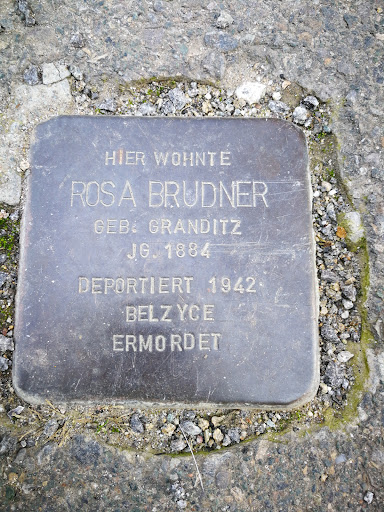 HIER WOHNTE
ROSA BRUDNER
GEB. GRANDITZ
JG. 1884
DEPORTIERT 1942
BELZYCE
ERMORDET